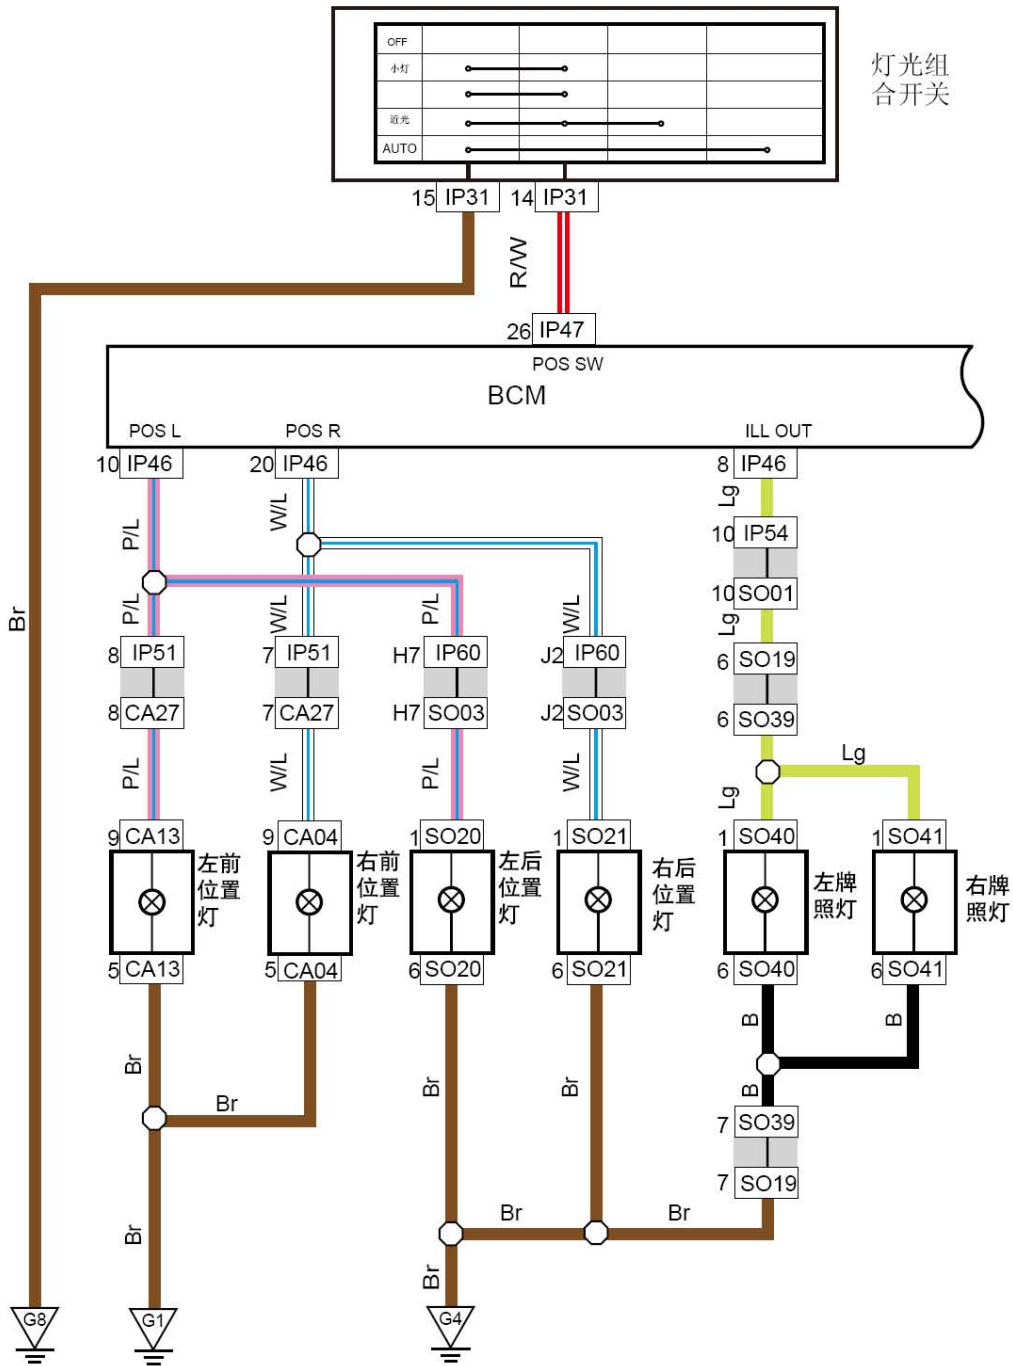 OFF
小灯
近光
AUTO
灯光组
合开关
15 IP31
14 IP31
R/W
26 IP47
POS SW
BCM
POS L
POS R
ILL OUT
10 IP46
20 IP46
8 IP46
P/L
W/L
Lg
10 IP54
10 SO01
Br
P/L
W/L
P/L
W/L
Lg
8 IP51
7 IP51
H7 IP60
J2 IP60
6 SO19
8 CA27
7 CA27
H7 SO03
J2 SO03
6 SO39
P/L
W/L
P/L
W/L
Lg
Lg
9 CA13
9 CA04
1 SO20
1 SO21
1 SO40
1 SO41
左前
位置
灯
右前
位置
灯
左后
位置
灯
右后
位置
灯
左牌
照灯
右牌
照灯
5 CA13
5 CA04
6 SO20
6 SO21
6 SO40
6 SO41
B
B
Br
Br
Br
Br
B
7 SO39
7 SO19
Br
Br
Br
Br
G8
G1
G4